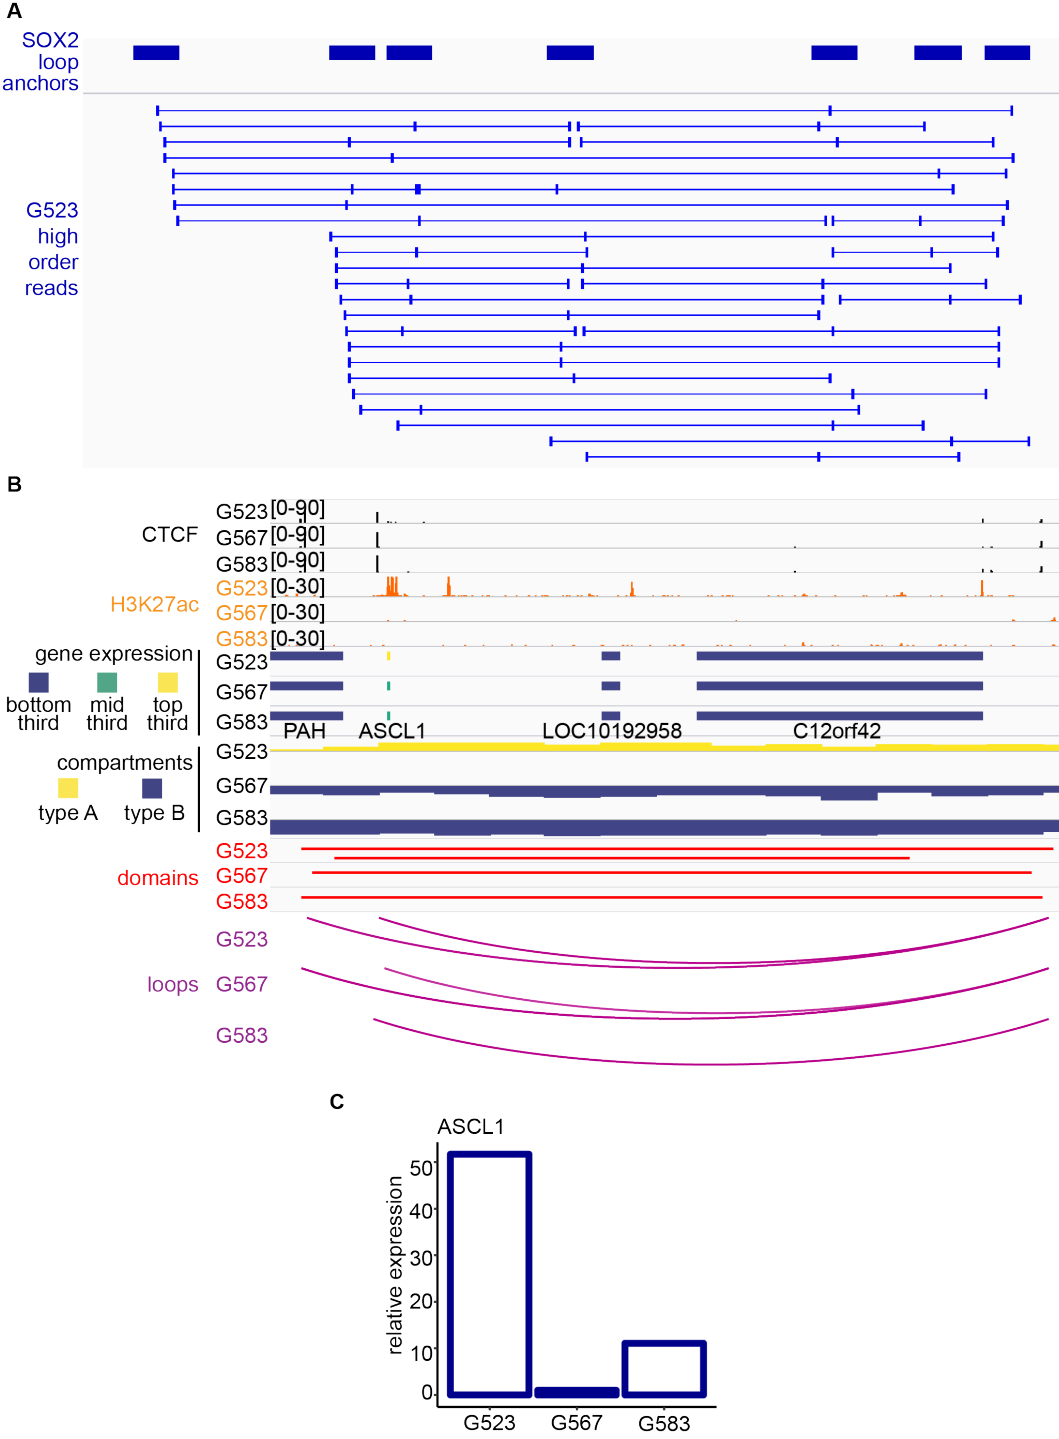 A
SOX2
loop
anchors
G523
high
order
reads
B
CTCF
G523 [0-90]
G567 [0-90]
G583 [0-90]
H3K27ac
G523 [0-30]
G567 [0-30]
G583 [0-30]
gene expression
bottom third
mid third
top third
G523
G567
G583
PAH ASCL1 LOC10192958 C12orf42
compartments
type A type B
G523
G567
G583
domains
G523
G567
G583
loops
G523
G567
G583
C
ASCL1
relative expression
50
40
30
20
10
0
G523 G567 G583